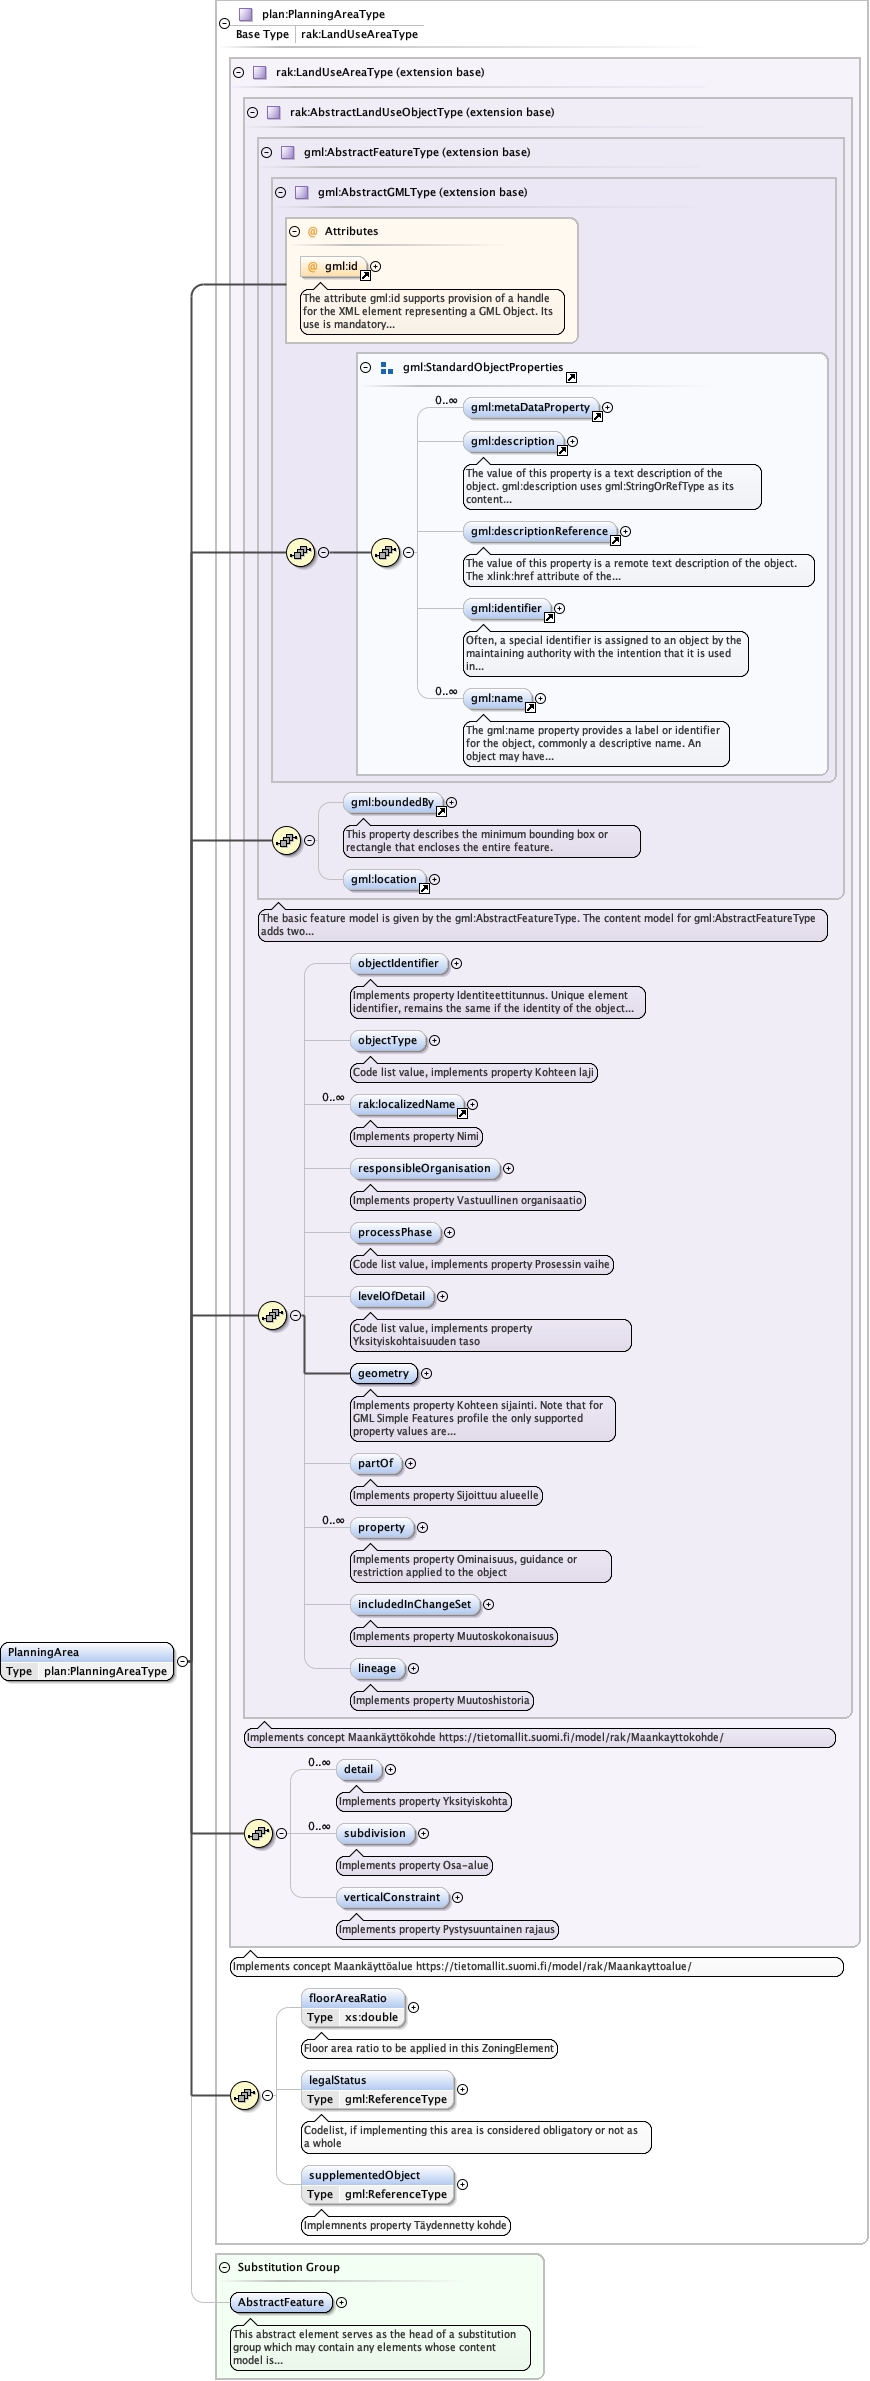 plan:PlanningAreaType
Base Type rak:LandUseAreaType
rak:LandUseAreaType (extension base)
rak:AbstractLandUseObjectType (extension base)
gml:AbstractFeatureType (extension base)
gml:AbstractGMLType (extension base)
@ Attributes
@ gml:id
The attribute gml:id supports provision of a handle
for the XML element representing a GML Object. Its
use is mandatory...
gml:StandardObjectProperties
0..∞
gml:metaDataProperty
gml:description
The value of this property is a text description of the
object. gml:description uses gml:StringOrRefType as its
content...
gml:descriptionReference
The value of this property is a remote text description of the object.
The xlink:href attribute of the...
gml:identifier
Often, a special identifier is assigned to an object by the
maintaining authority with the intention that it is used
in...
0..∞
gml:name
The gml:name property provides a label or identifier
for the object, commonly a descriptive name. An
object may have...
gml:boundedBy
This property describes the minimum bounding box or
rectangle that encloses the entire feature.
gml:location
The basic feature model is given by the gml:AbstractFeatureType. The content model for gml:AbstractFeatureType
adds two...
objectIdentifier
Implements property Identiteettitunnus. Unique element
identifier, remains the same if the identity of the object...
objectType
Code list value, implements property Kohteen laji
0..∞
rak:localizedName
Implements property Nimi
responsibleOrganisation
Implements property Vastuullinen organisaatio
processPhase
Code list value, implements property Prosessin vaihe
levelOfDetail
Code list value, implements property
Yksityiskohtaisuuden taso
geometry
Implements property Kohteen sijainti. Note that for
GML Simple Features profile the only supported
property values are...
partOf
Implements property Sijoittuu alueelle
0..∞
property
Implements property Ominaisuus, guidance or
restriction applied to the object
includedInChangeSet
Implements property Muutoskokonaisuus
lineage
Implements property Muutoshistoria
PlanningArea
Type plan:PlanningAreaType
Implements concept Maankäyttökohde https://tietomallit.suomi.fi/model/rak/Maankayttokohde/
0..∞
detail
Implements property Yksityiskohta
0..∞
subdivision
Implements property Osa-alue
verticalConstraint
Implements property Pystysuuntainen rajaus
Implements concept Maankäyttöalue https://tietomallit.suomi.fi/model/rak/Maankayttoalue/
floorAreaRatio
Type xs:double
Floor area ratio to be applied in this ZoningElement
legalStatus
Type gml:ReferenceType
Codelist, if implementing this area is considered obligatory or not as
a whole
supplementedObject
Type gml:ReferenceType
Implemnents property Täydennetty kohde
Substitution Group
AbstractFeature
This abstract element serves as the head of a substitution
group which may contain any elements whose content
model is...